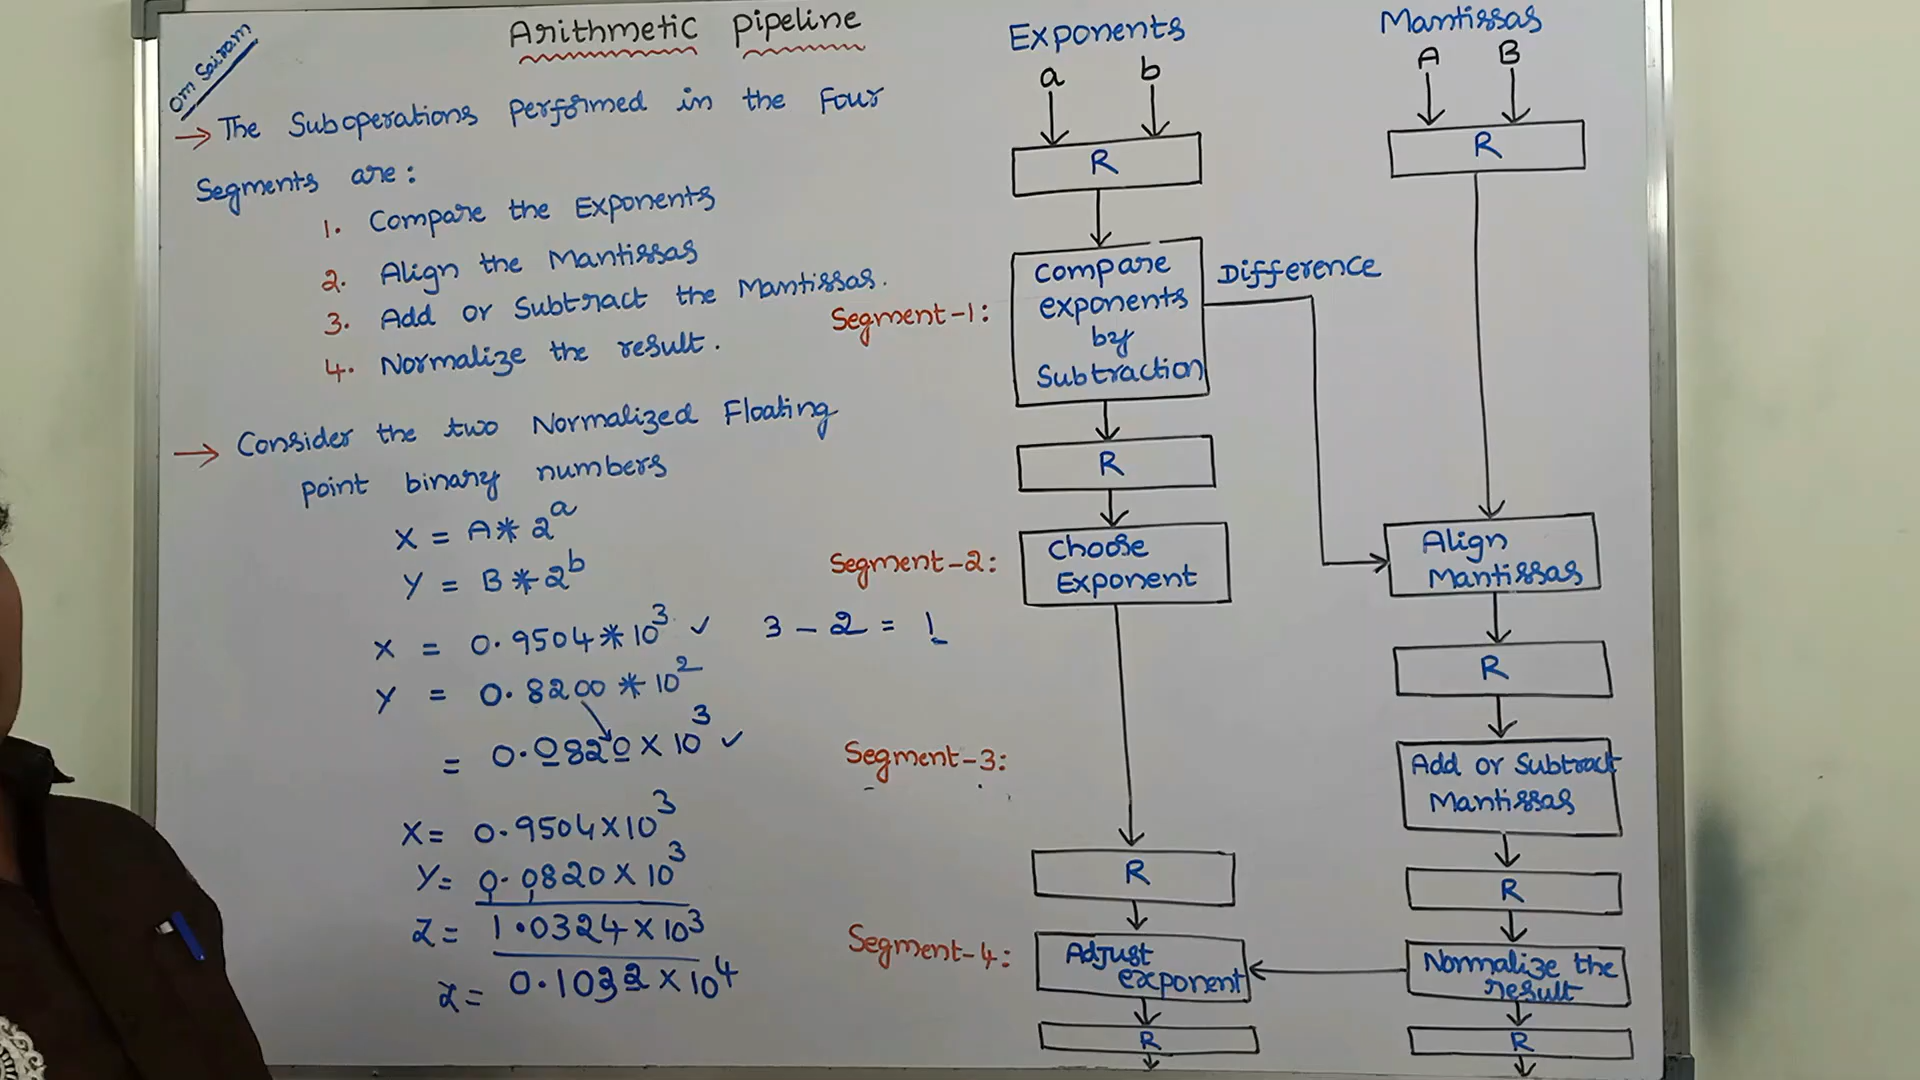 Om Sairam
Arithmetic Pipeline
→ The Suboperations performed in the Four
Segments are:
1. Compare the Exponents
2. Align the Mantissas
3. Add or Subtract the Mantissas.
4. Normalize the result.
→ Consider the two Normalized Floating
point binary numbers
X = A * 2^a
Y = B * 2^b
X = 0.9504 * 10^3 ✓ 3 - 2 = 1
Y = 0.8200 * 10^2
= 0.0820 × 10^3 ✓
X = 0.9504 × 10^3
Y = 0.0820 × 10^3
Z = 1.0324 × 10^3
Z = 0.1032 × 10^4
Exponents
a b
R
Segment-1:
Compare
exponents
by
Subtraction
Difference
R
Segment-2:
Choose
Exponent
Segment-3:
R
Segment-4:
Adjust
exponent
R
Mantissas
A B
R
Align
Mantissas
R
Add or Subtract
Mantissas
R
Normalize the
result
R